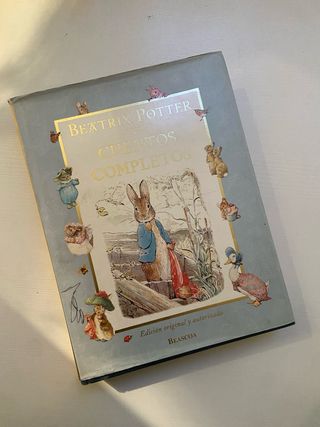 BEATRIX POTTER
CUENTOS
COMPLETOS
Edición original y autorizada
BEASCOA